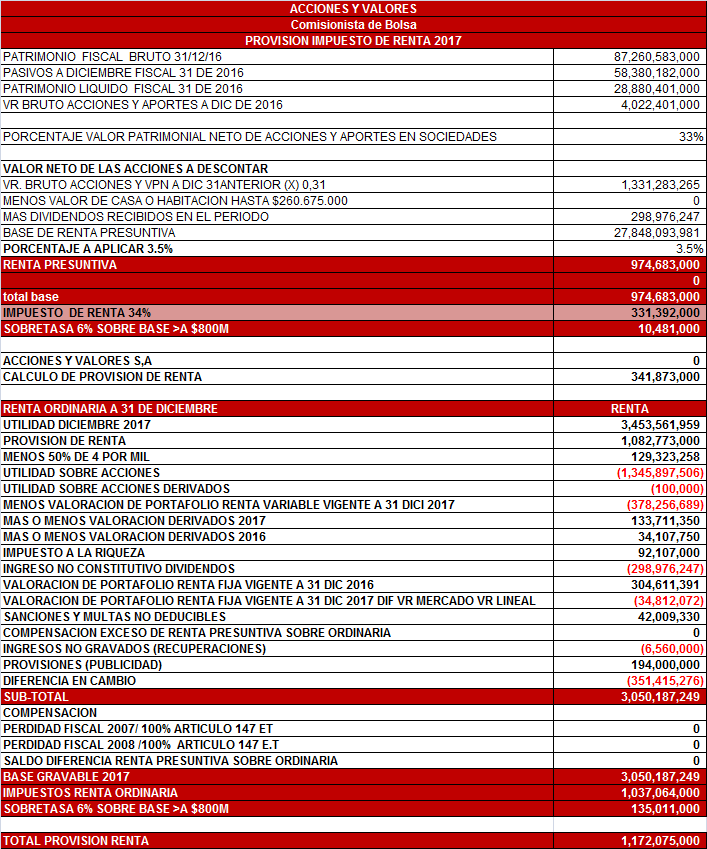 ACCIONES Y VALORES
Comisionista de Bolsa
PROVISION IMPUESTO DE RENTA 2017
PATRIMONIO FISCAL BRUTO 31/12/16 87,260,583,000
PASIVOS A DICIEMBRE FISCAL 31 DE 2016 58,380,182,000
PATRIMONIO LIQUIDO FISCAL 31 DE 2016 28,880,401,000
VR BRUTO ACCIONES Y APORTES A DIC DE 2016 4,022,401,000
PORCENTAJE VALOR PATRIMONIAL NETO DE ACCIONES Y APORTES EN SOCIEDADES 33%
VALOR NETO DE LAS ACCIONES A DESCONTAR
VR. BRUTO ACCIONES Y VPN A DIC 31ANTERIOR (X) 0,31 1,331,283,265
MENOS VALOR DE CASA O HABITACION HASTA $260.675.000 0
MAS DIVIDENDOS RECIBIDOS EN EL PERIODO 298,976,247
BASE DE RENTA PRESUNTIVA 27,848,093,981
PORCENTAJE A APLICAR 3.5% 3.5%
RENTA PRESUNTIVA 974,683,000
0
total base 974,683,000
IMPUESTO DE RENTA 34% 331,392,000
SOBRETASA 6% SOBRE BASE >A $800M 10,481,000
ACCIONES Y VALORES S,A 0
CALCULO DE PROVISION DE RENTA 341,873,000
RENTA ORDINARIA A 31 DE DICIEMBRE RENTA
UTILIDAD DICIEMBRE 2017 3,453,561,959
PROVISION DE RENTA 1,082,773,000
MENOS 50% DE 4 POR MIL 129,323,258
UTILIDAD SOBRE ACCIONES (1,345,897,506)
UTILIDAD SOBRE ACCIONES DERIVADOS (100,000)
MENOS VALORACION DE PORTAFOLIO RENTA VARIABLE VIGENTE A 31 DICI 2017 (378,256,689)
MAS O MENOS VALORACION DERIVADOS 2017 133,711,350
MAS O MENOS VALORACION DERIVADOS 2016 34,107,750
IMPUESTO A LA RIQUEZA 92,107,000
INGRESO NO CONSTITUTIVO DIVIDENDOS (298,976,247)
VALORACION DE PORTAFOLIO RENTA FIJA VIGENTE A 31 DIC 2016 304,611,391
VALORACION DE PORTAFOLIO RENTA FIJA VIGENTE A 31 DIC 2017 DIF VR MERCADO VR LINEAL (34,812,072)
SANCIONES Y MULTAS NO DEDUCIBLES 42,009,330
COMPENSACION EXCESO DE RENTA PRESUNTIVA SOBRE ORDINARIA 0
INGRESOS NO GRAVADOS (RECUPERACIONES) (6,560,000)
PROVISIONES (PUBLICIDAD) 194,000,000
DIFERENCIA EN CAMBIO (351,415,276)
SUB-TOTAL 3,050,187,249
COMPENSACION
PERDIDAD FISCAL 2007/ 100% ARTICULO 147 ET 0
PERDIDAD FISCAL 2008 /100% ARTICULO 147 E.T 0
SALDO DIFERENCIA RENTA PRESUNTIVA SOBRE ORDINARIA 0
BASE GRAVABLE 2017 3,050,187,249
IMPUESTOS RENTA ORDINARIA 1,037,064,000
SOBRETASA 6% SOBRE BASE >A $800M 135,011,000
TOTAL PROVISION RENTA 1,172,075,000